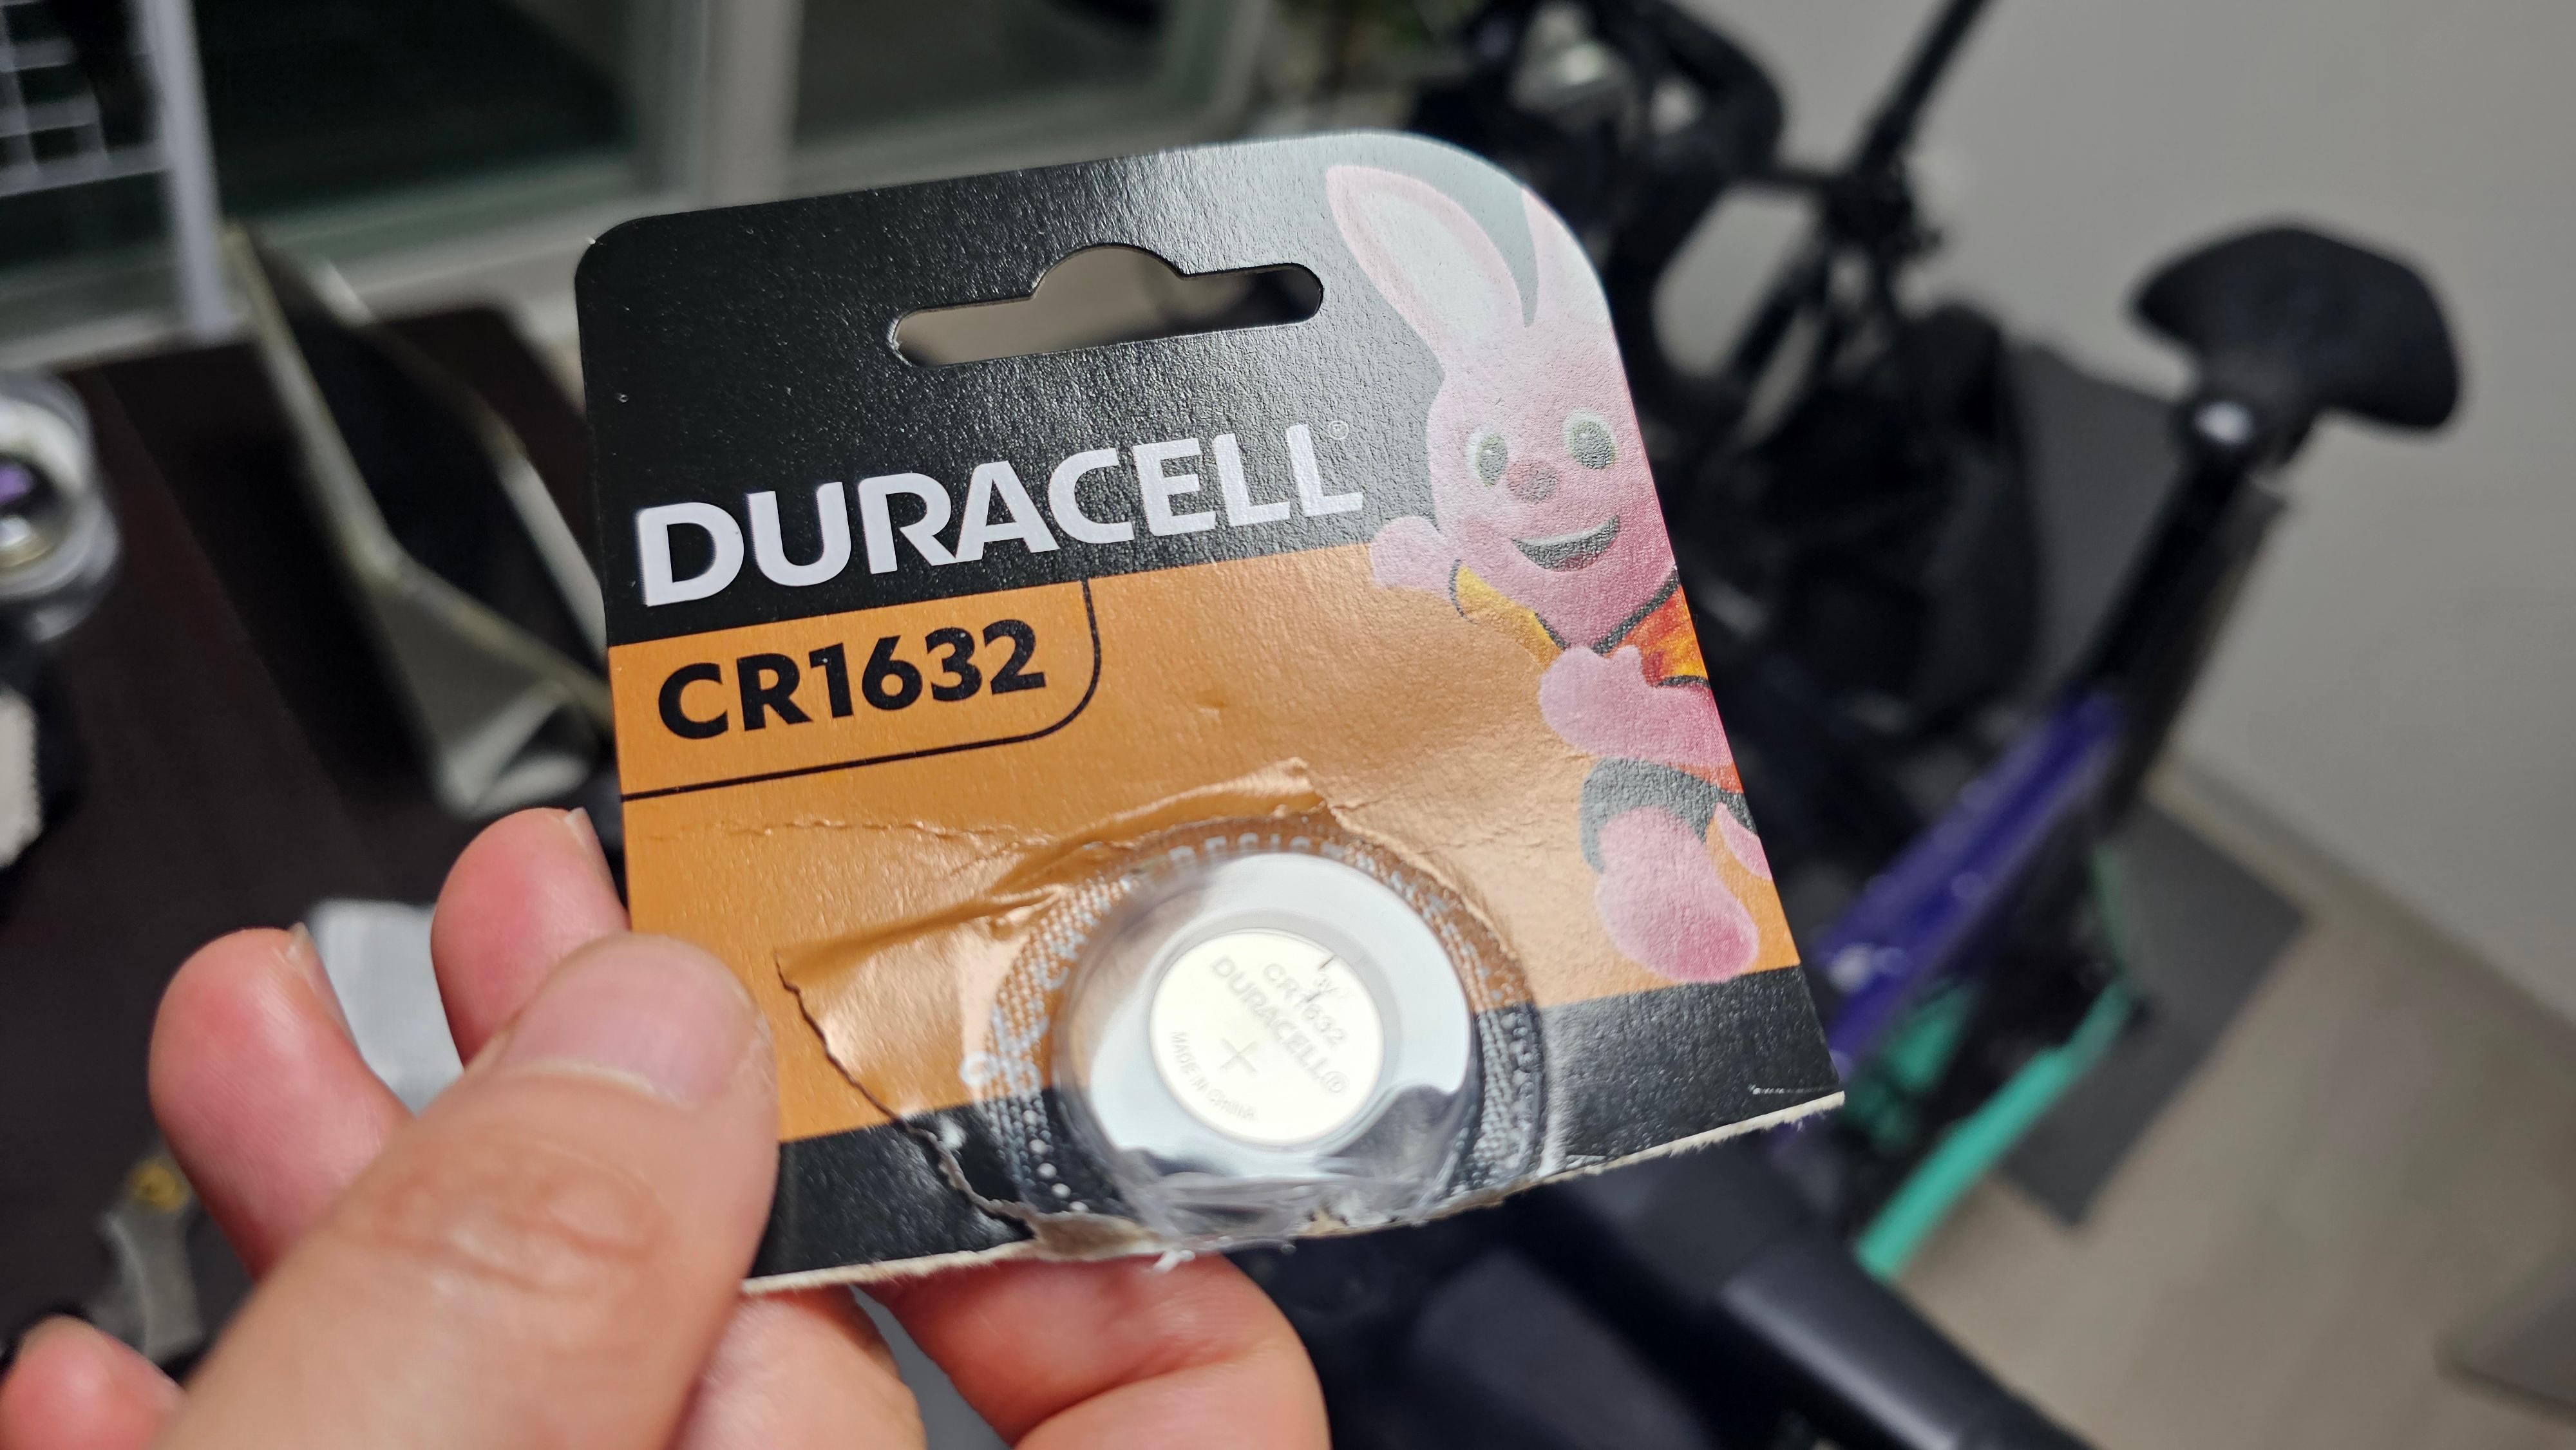 DURACELL
CR1632
3V
CR1632
DURACELL®
+
MADE IN CHINA